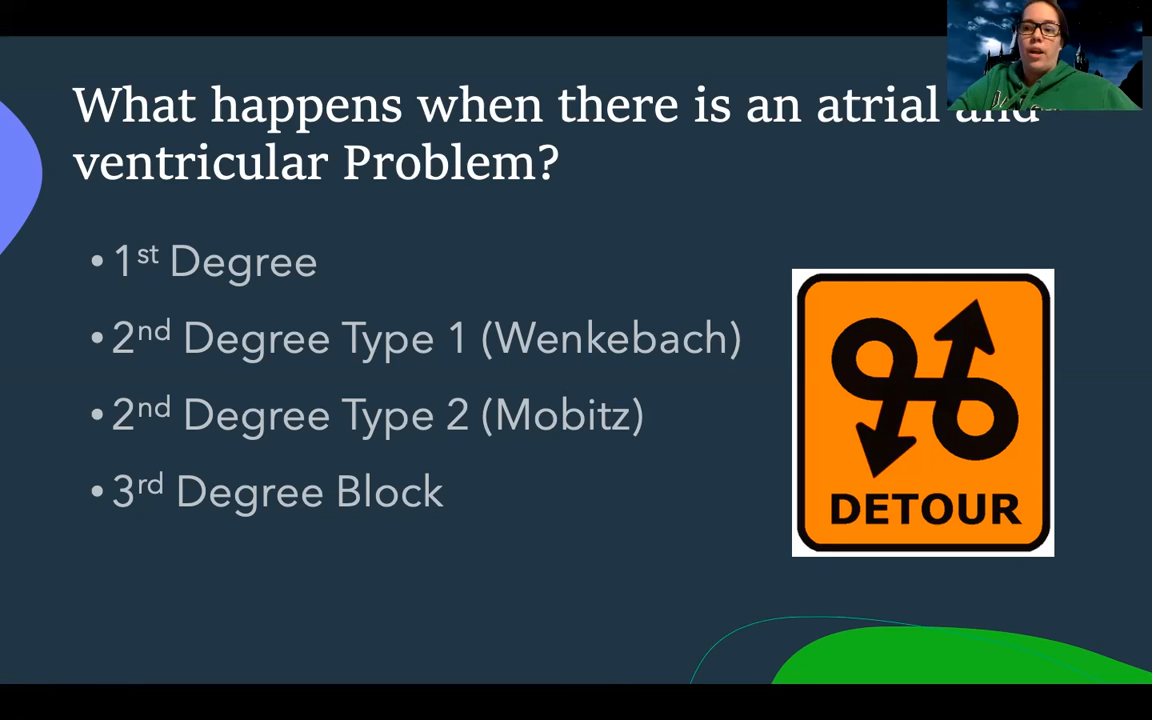 What happens when there is an atrial and
ventricular Problem?
• 1st Degree
• 2nd Degree Type 1 (Wenkebach)
• 2nd Degree Type 2 (Mobitz)
• 3rd Degree Block
DETOUR